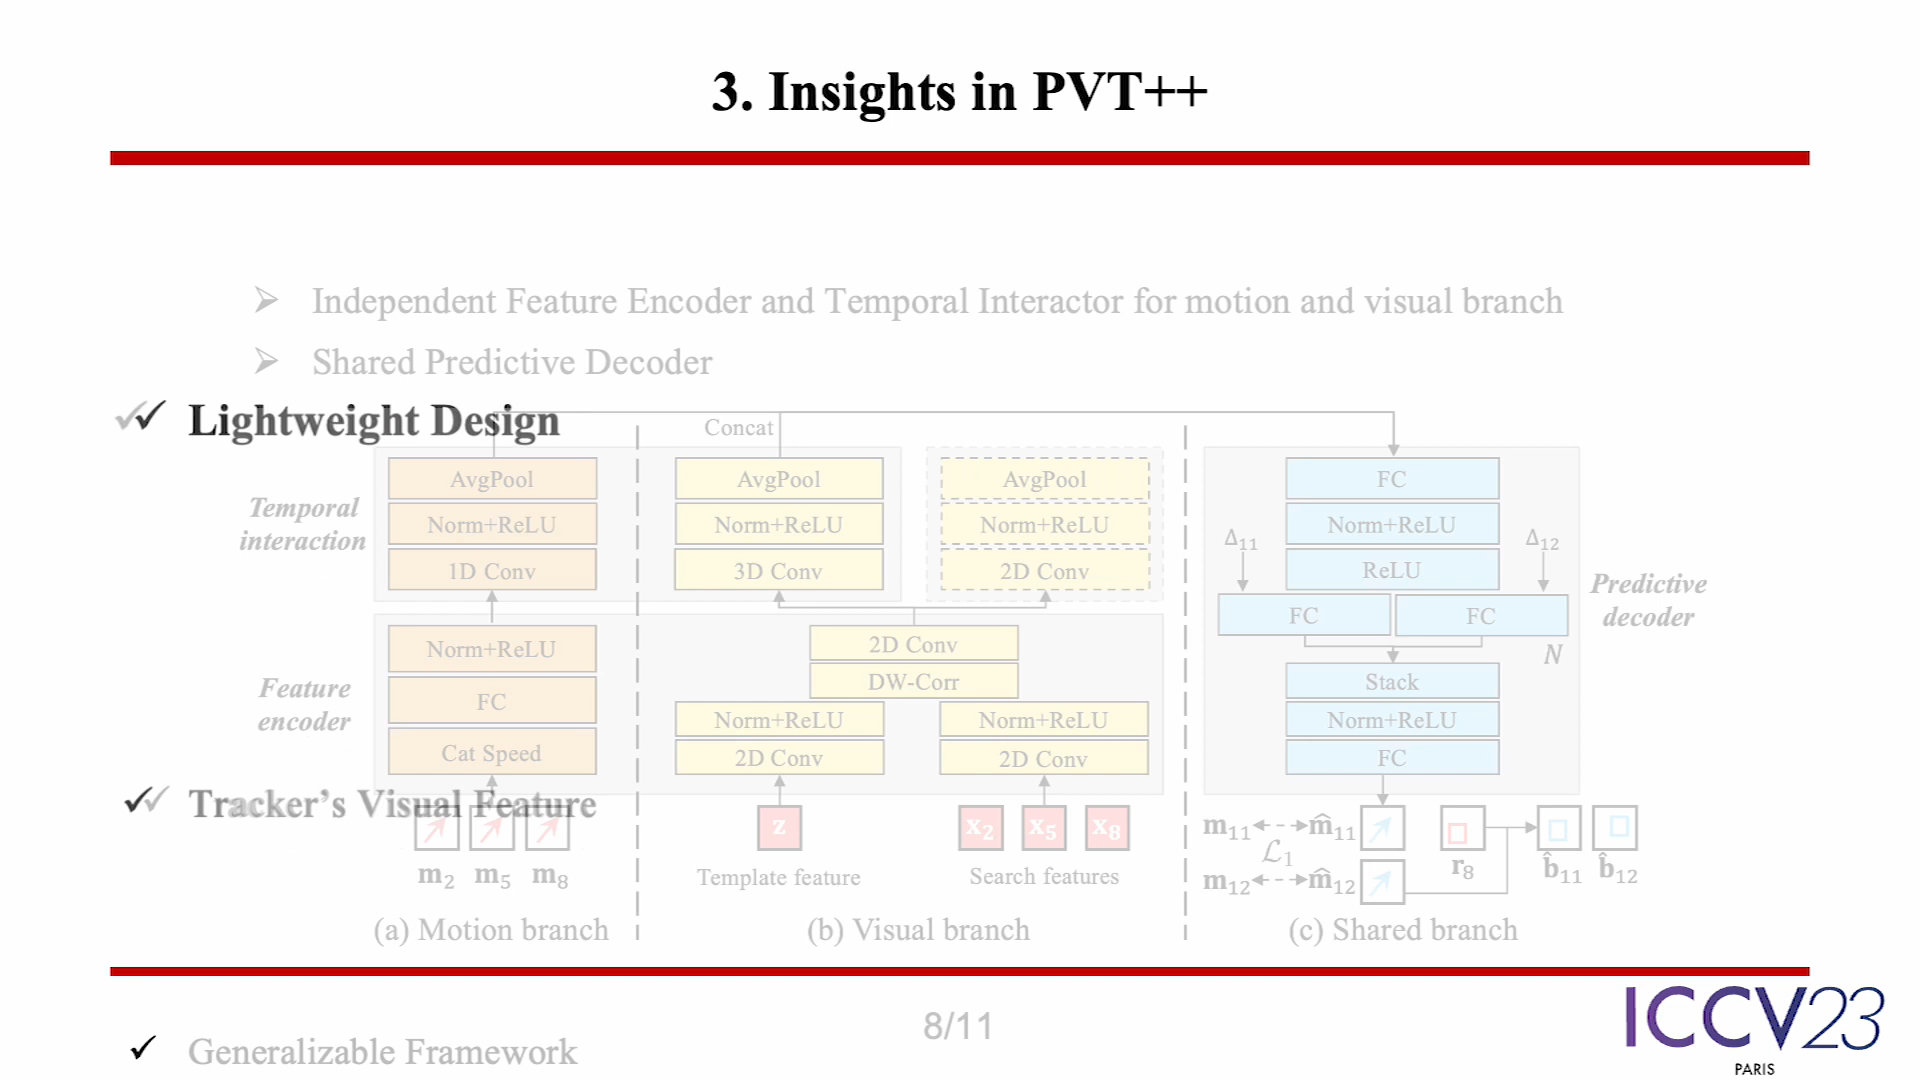 3. Insights in PVT++
Independent Feature Encoder and Temporal Interactor for motion and visual branch
Shared Predictive Decoder
Lightweight Design
Concat
AvgPool
AvgPool
AvgPool
FC
Temporal
interaction
Norm+ReLU
Norm+ReLU
Norm+ReLU
Norm+ReLU
Δ11
Δ12
1D Conv
3D Conv
2D Conv
ReLU
Predictive
decoder
FC
FC
N
Norm+ReLU
2D Conv
Feature
encoder
FC
DW-Corr
Stack
Norm+ReLU
Norm+ReLU
Norm+ReLU
Cat Speed
2D Conv
2D Conv
FC
Tracker's Visual Feature
z
x2
x5
x8
m11
m̂11
ℒ1
m12
m̂12
r8
b̂11
b̂12
m2
m5
m8
Template feature
Search features
(a) Motion branch
(b) Visual branch
(c) Shared branch
8/11
ICCV23
PARIS
Generalizable Framework